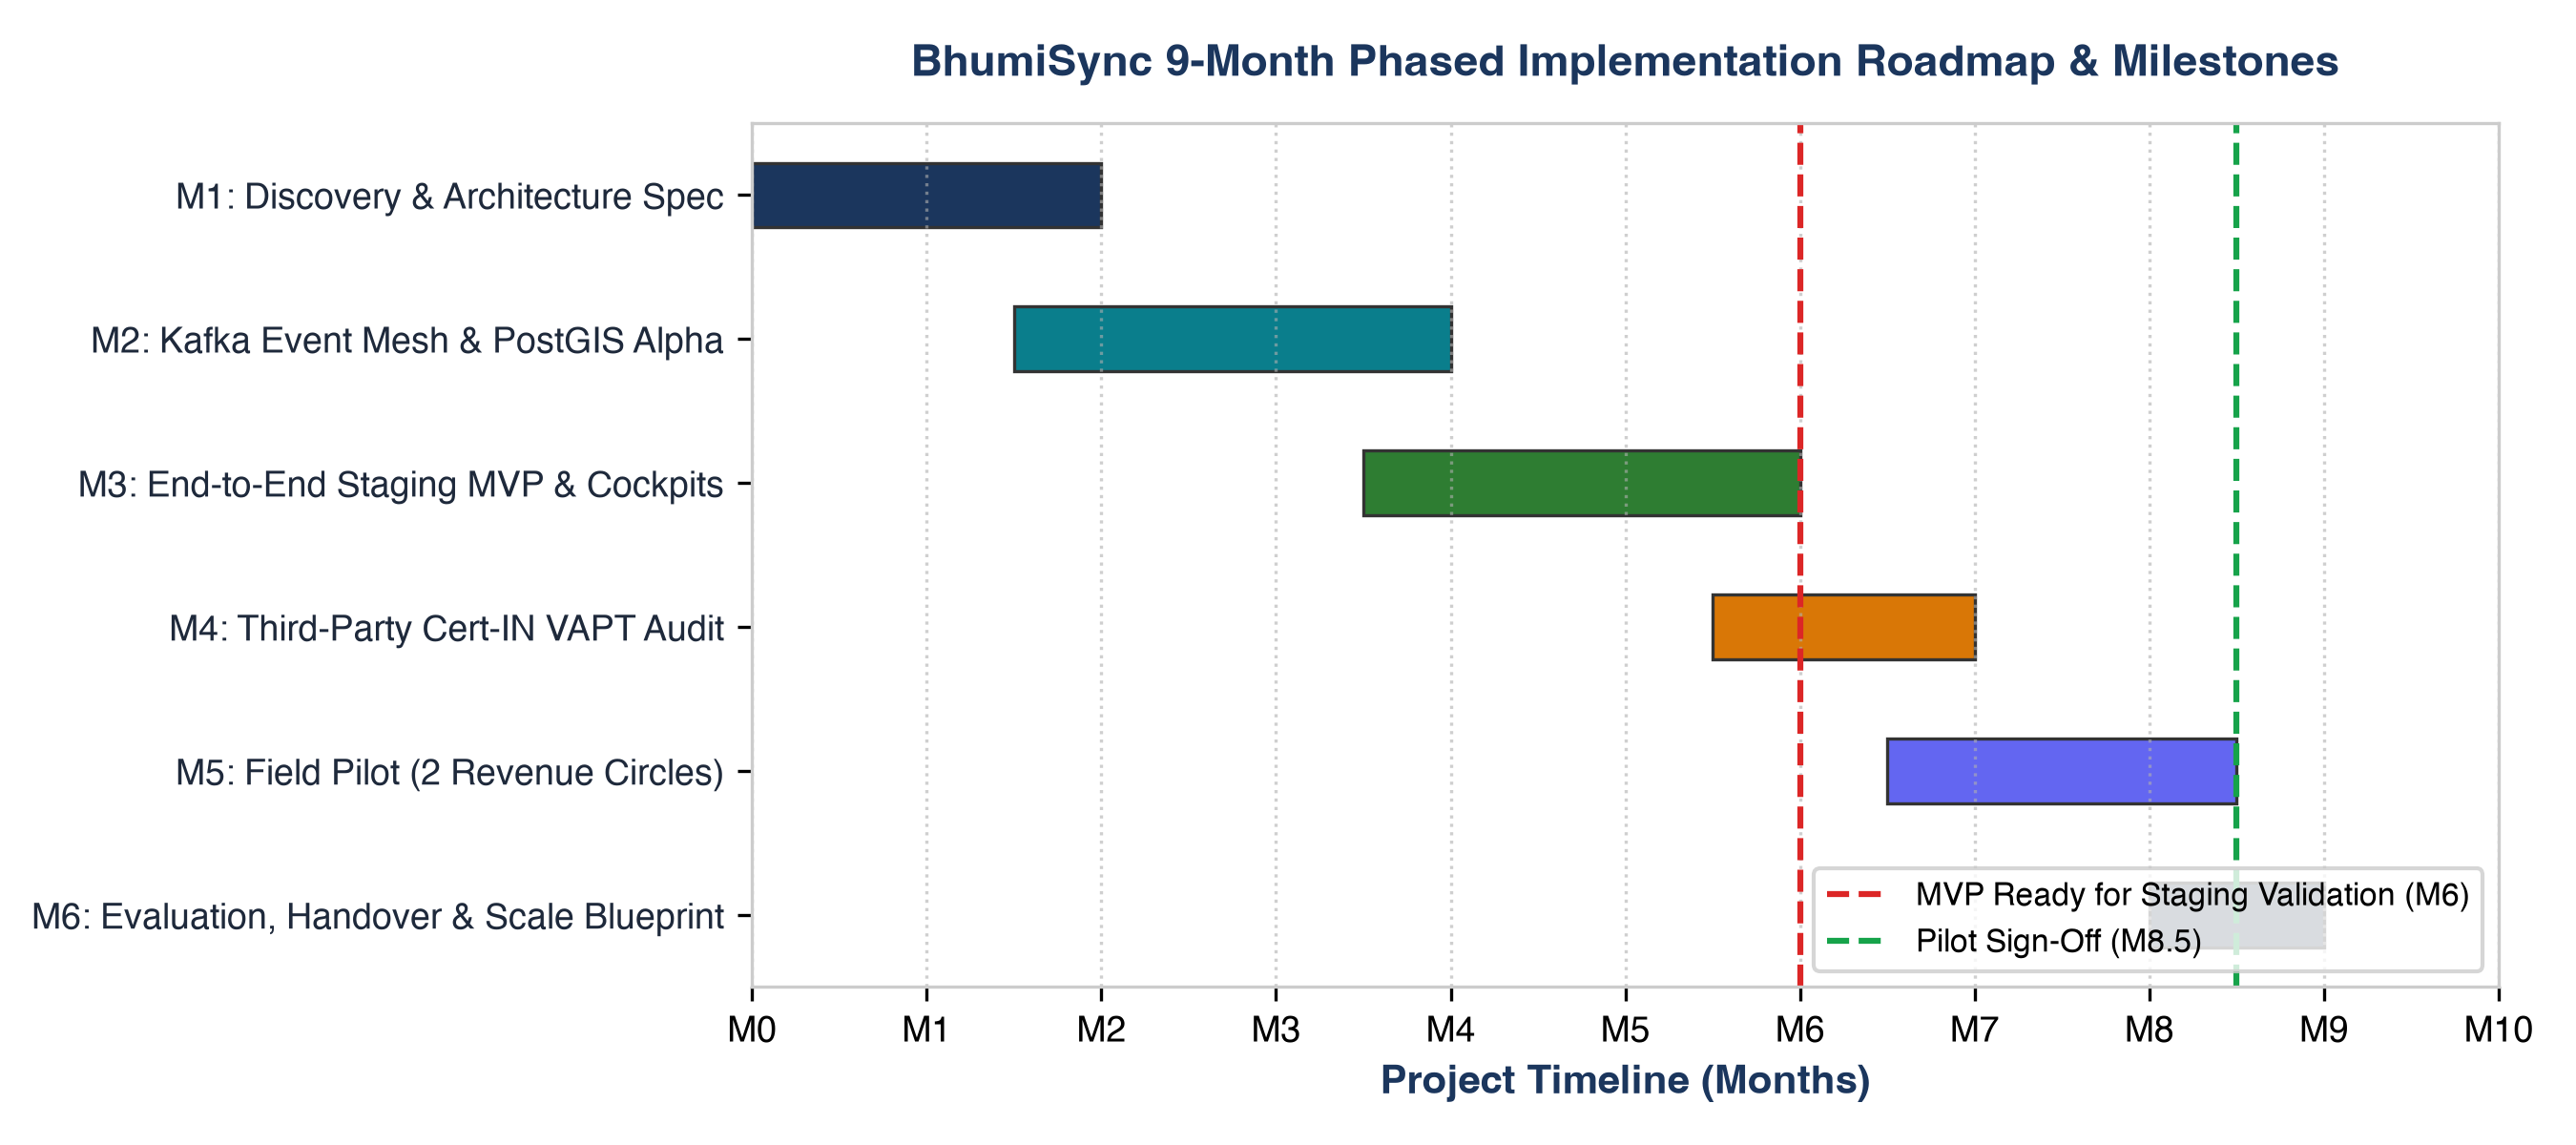 BhumiSync 9-Month Phased Implementation Roadmap & Milestones
M1: Discovery & Architecture Spec
M2: Kafka Event Mesh & PostGIS Alpha
M3: End-to-End Staging MVP & Cockpits
M4: Third-Party Cert-IN VAPT Audit
M5: Field Pilot (2 Revenue Circles)
M6: Evaluation, Handover & Scale Blueprint
MVP Ready for Staging Validation (M6)
Pilot Sign-Off (M8.5)
M0 M1 M2 M3 M4 M5 M6 M7 M8 M9 M10
Project Timeline (Months)